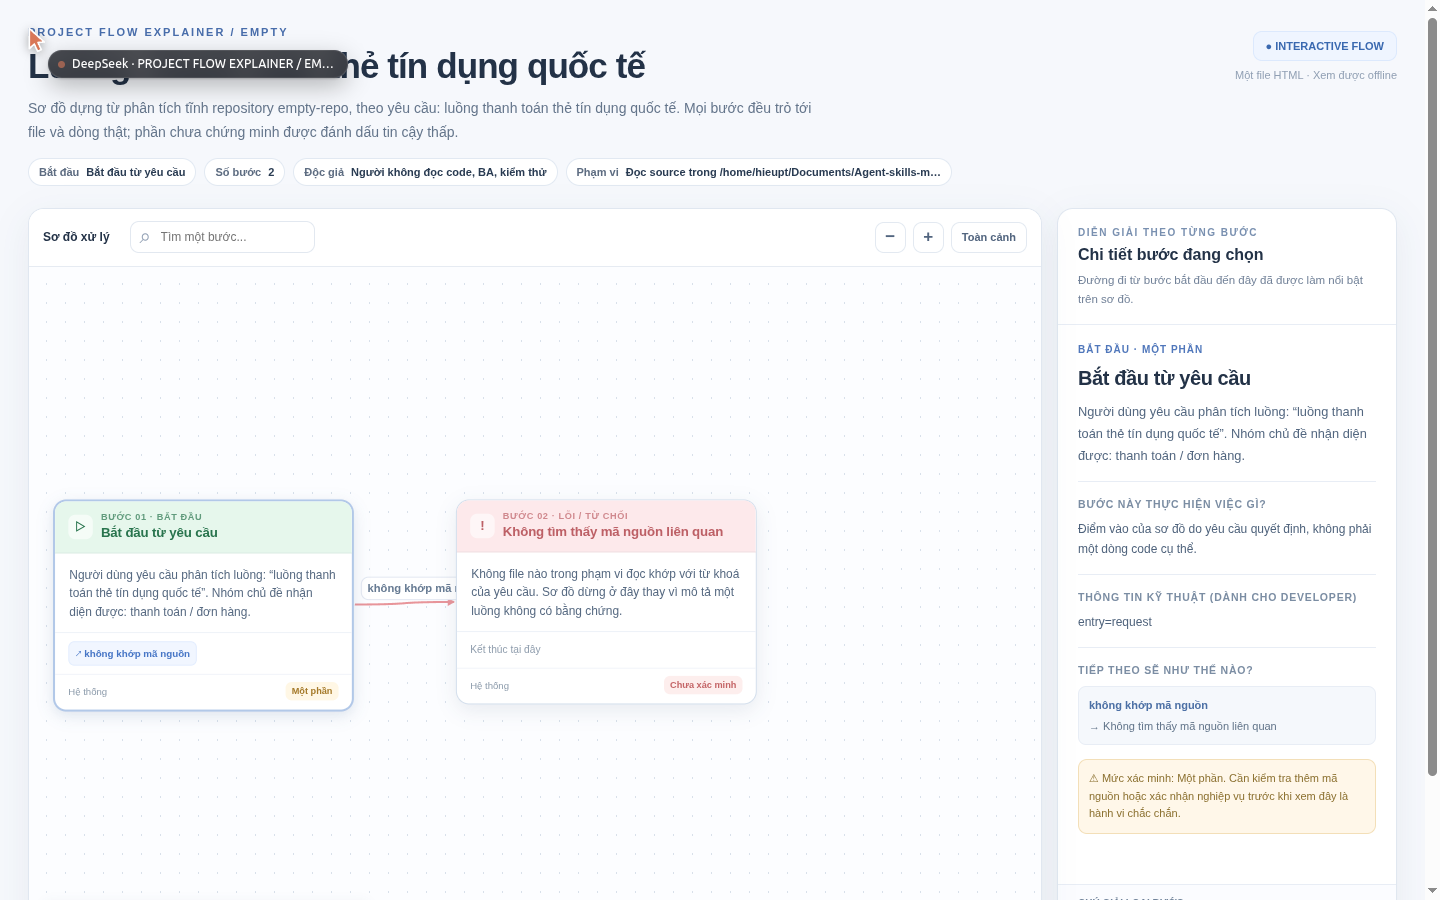 PROJECT FLOW EXPLAINER / EMPTY
DeepSeek · PROJECT FLOW EXPLAINER / EM…
thẻ tín dụng quốc tế
Sơ đồ dựng từ phân tích tĩnh repository empty-repo, theo yêu cầu: luồng thanh toán thẻ tín dụng quốc tế. Mọi bước đều trỏ tới
file và dòng thật; phần chưa chứng minh được đánh dấu tin cậy thấp.
● INTERACTIVE FLOW
Một file HTML · Xem được offline
Bắt đầu Bắt đầu từ yêu cầu
Số bước 2
Độc giả Người không đọc code, BA, kiểm thử
Phạm vi Đọc source trong /home/hieupt/Documents/Agent-skills-m…
Sơ đồ xử lý
Tìm một bước...
−
+
Toàn cảnh
BƯỚC 01 · BẮT ĐẦU
Bắt đầu từ yêu cầu
Người dùng yêu cầu phân tích luồng: “luồng thanh
toán thẻ tín dụng quốc tế”. Nhóm chủ đề nhận
diện được: thanh toán / đơn hàng.
↗ không khớp mã nguồn
Hệ thống
Một phần
không khớp mã
!
BƯỚC 02 · LỖI / TỪ CHỐI
Không tìm thấy mã nguồn liên quan
Không file nào trong phạm vi đọc khớp với từ khoá
của yêu cầu. Sơ đồ dừng ở đây thay vì mô tả một
luồng không có bằng chứng.
Kết thúc tại đây
Hệ thống
Chưa xác minh
DIỄN GIẢI THEO TỪNG BƯỚC
Chi tiết bước đang chọn
Đường đi từ bước bắt đầu đến đây đã được làm nổi bật
trên sơ đồ.
BẮT ĐẦU · MỘT PHẦN
Bắt đầu từ yêu cầu
Người dùng yêu cầu phân tích luồng: “luồng thanh
toán thẻ tín dụng quốc tế”. Nhóm chủ đề nhận diện
được: thanh toán / đơn hàng.
BƯỚC NÀY THỰC HIỆN VIỆC GÌ?
Điểm vào của sơ đồ do yêu cầu quyết định, không phải
một dòng code cụ thể.
THÔNG TIN KỸ THUẬT (DÀNH CHO DEVELOPER)
entry=request
TIẾP THEO SẼ NHƯ THẾ NÀO?
không khớp mã nguồn
→ Không tìm thấy mã nguồn liên quan
⚠ Mức xác minh: Một phần. Cần kiểm tra thêm mã
nguồn hoặc xác nhận nghiệp vụ trước khi xem đây là
hành vi chắc chắn.